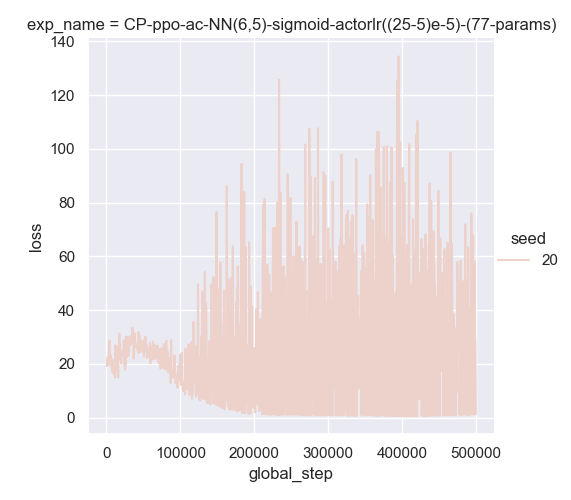 exp_name = CP-ppo-ac-NN(6,5)-sigmoid-actorlr((25-5)e-5)-(77-params)
140
120
100
80
60
40
20
0
loss
0 100000 200000 300000 400000 500000
global_step
seed
20